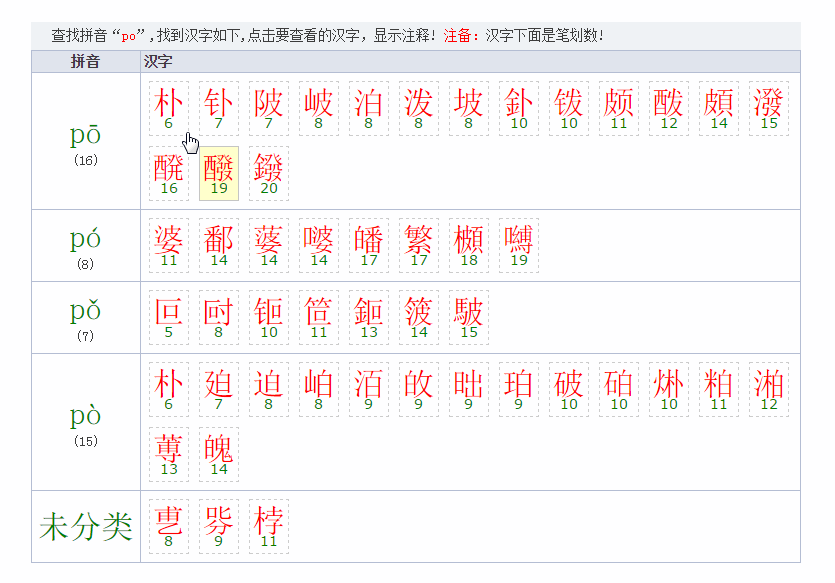 查找拼音“po”,找到汉字如下,点击要查看的汉字，显示注释! 注备: 汉字下面是笔划数!
拼音 汉字
pō
(16)
朴 钋 陂 岥 泊 泼 坡 釙 䥽 颇 酦 頗 潑
6 7 7 8 8 8 8 10 10 11 12 14 15
醗 醱 鏺
16 19 20
pó
(8)
婆 鄱 蔢 嘙 皤 繁 櫇 嚩
11 14 14 14 17 17 18 19
pǒ
(7)
叵 尀 钷 笸 鉕 箥 駊
5 8 10 11 13 14 15
pò
(15)
朴 廹 迫 岶 洦 敀 昢 珀 破 砶 烞 粕 湐
6 7 8 8 9 9 9 9 10 10 10 11 12
蒪 魄
13 14
未分类
桲
8 9 11